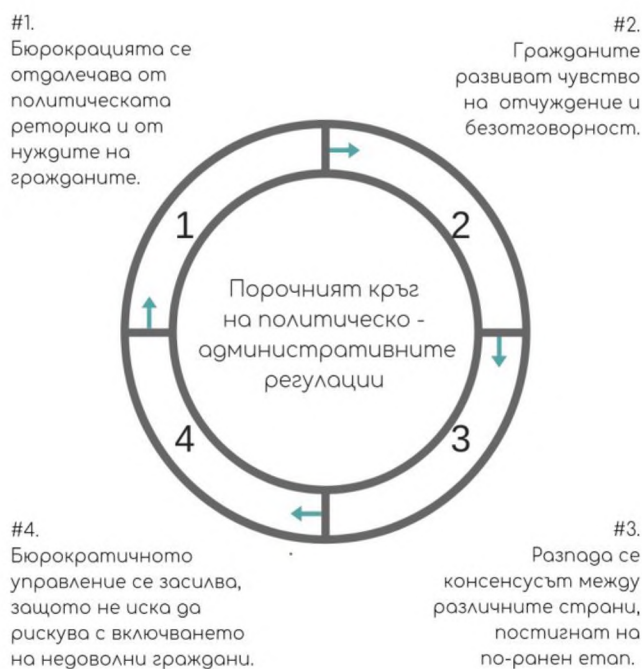 #1.
Бюрокрацията се
отдалечава от
политическата
реторика и от
нуждите на
гражданите.
#2.
Гражданите
развиват чувство
на отчуждение и
безотговорност.
1
2
Порочният кръг
на политическо -
административните
регулации
4
3
#4.
Бюрократичното
управление се засилва,
защото не иска да
рискува с включването
на недоволни граждани.
#3.
Разпада се
консенсусът между
различните страни,
постигнат на
по-ранен етап.